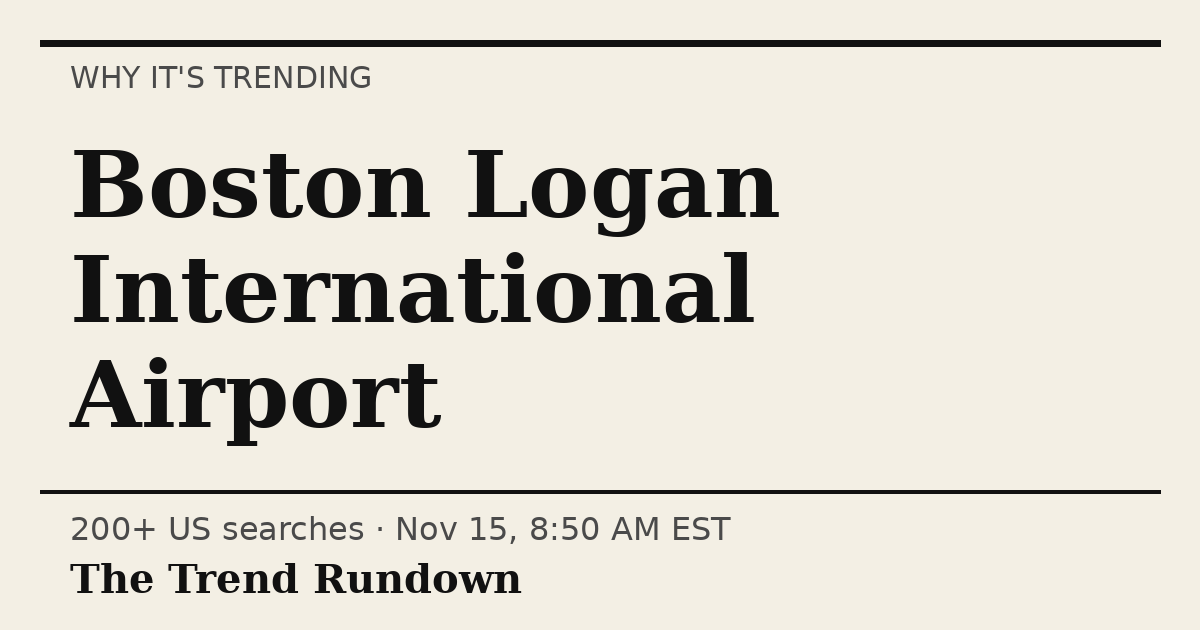 WHY IT'S TRENDING
Boston Logan
International
Airport
200+ US searches · Nov 15, 8:50 AM EST
The Trend Rundown